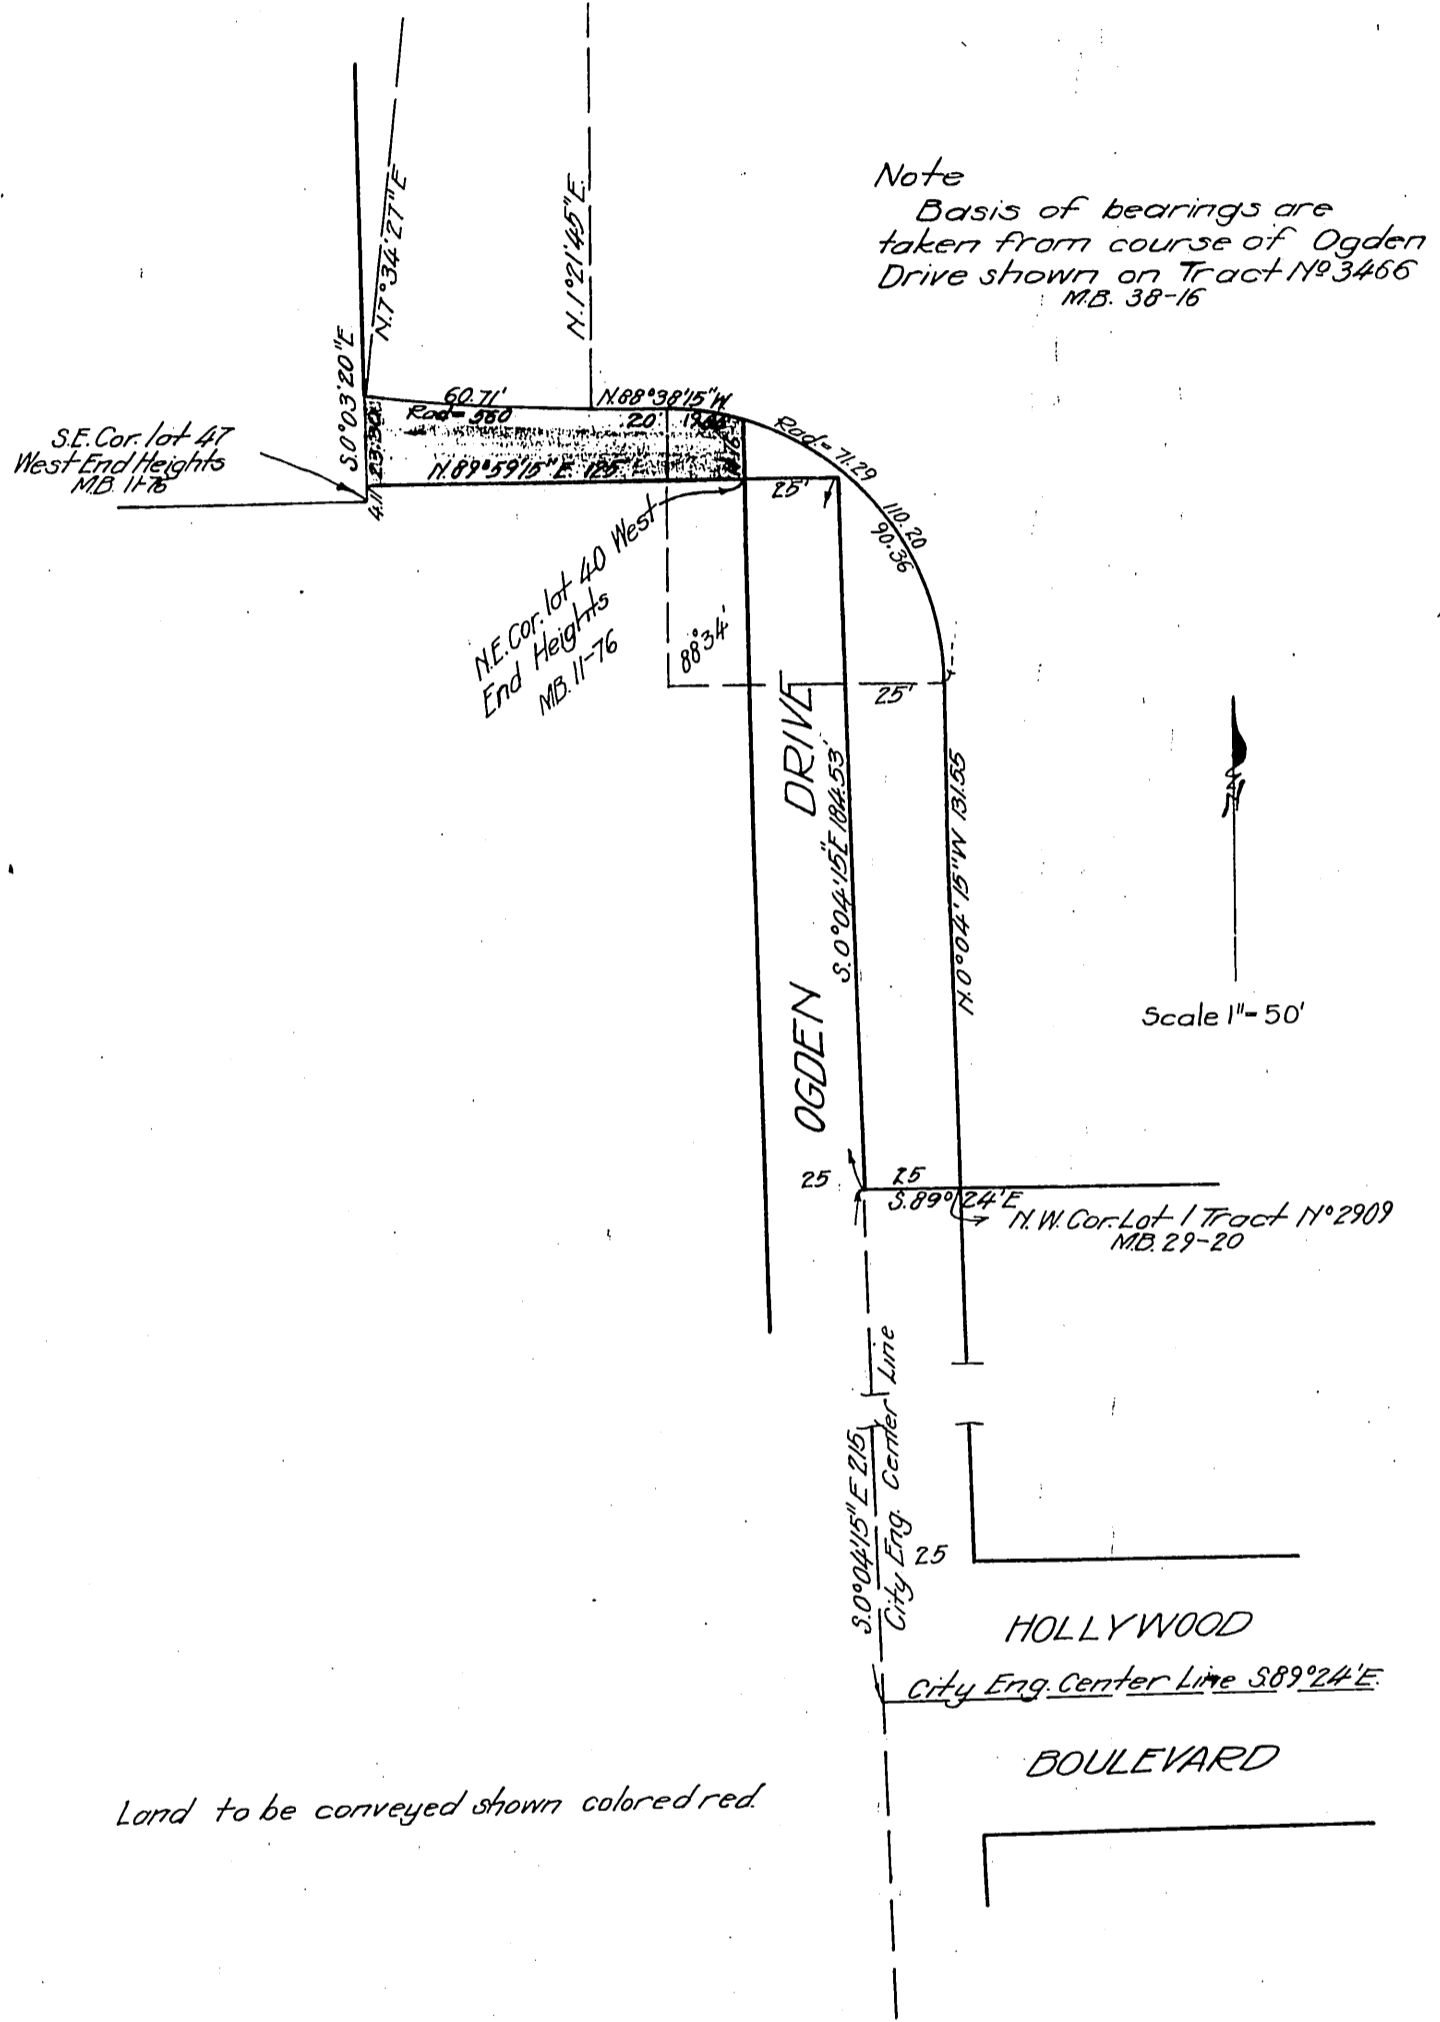 Note
Basis of bearings are
taken from course of Ogden
Drive shown on Tract Nº 3466
M.B. 38-16
N.7°34'27"E
N.1°21'45"E.
S.0°03'20"E
60.71'
Rad= 560
N.88°38'15"W
20'
23.30
N.89°59'15"E. 125'
4.11
S.E. Cor. lot 47
West End Heights
M.B. 11-76
25'
Rad= 71.29
110.20
90.36
N.E. Cor. lot 40 West
End Heights
M.B. 11-76
88°34'
25'
OGDEN DRIVE
S.0°04'15"E 184.53'
N.0°04'15"W 131.55
N
Scale 1"= 50'
25
25
S.89°24'E
N.W. Cor. Lot 1 Tract Nº 2909
M.B. 29-20
S.0°04'15"E 215
City Eng. Center Line
25
HOLLYWOOD
City Eng. Center Line S89°24'E.
BOULEVARD
Land to be conveyed shown colored red.